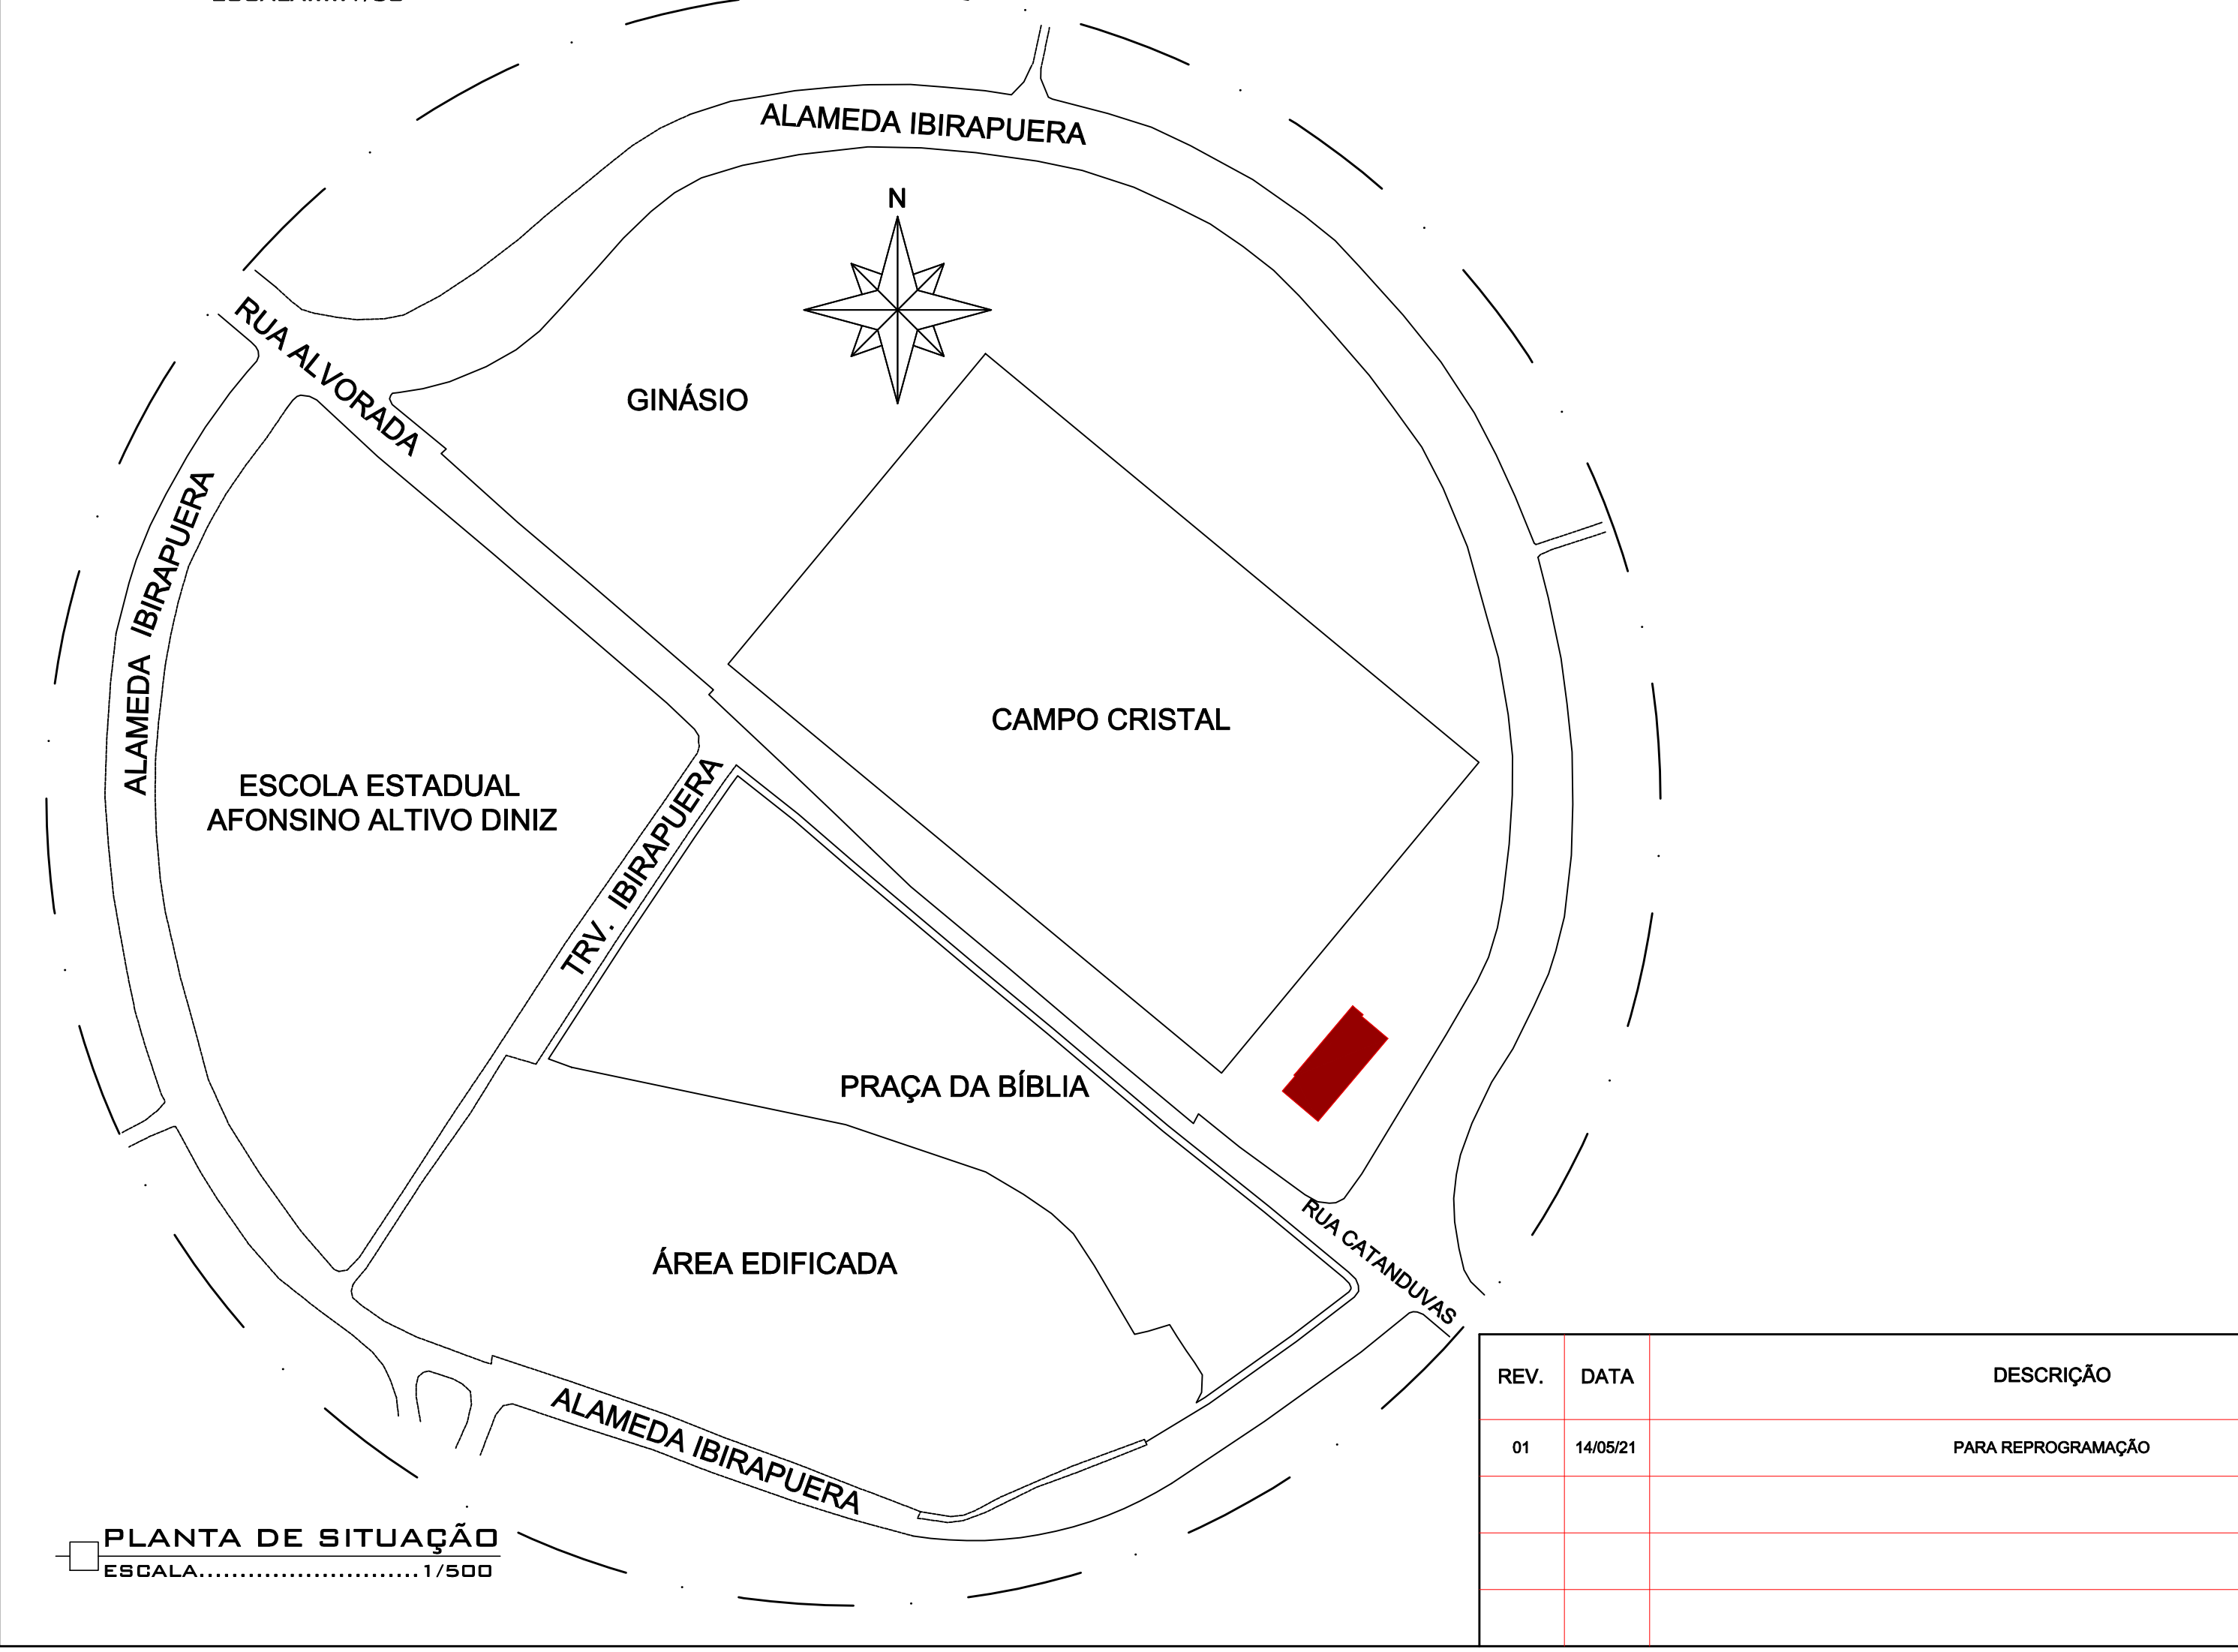 ALAMEDA IBIRAPUERA
N
RUA ALVORADA
GINÁSIO
ALAMEDA IBIRAPUERA
CAMPO CRISTAL
ESCOLA ESTADUAL
AFONSINO ALTIVO DINIZ
TRV. IBIRAPUERA
PRAÇA DA BÍBLIA
RUA CATANDUVAS
ÁREA EDIFICADA
ALAMEDA IBIRAPUERA
REV. DATA DESCRIÇÃO
01 14/05/21 PARA REPROGRAMAÇÃO
PLANTA DE SITUAÇÃO
ESCALA...........................1/500